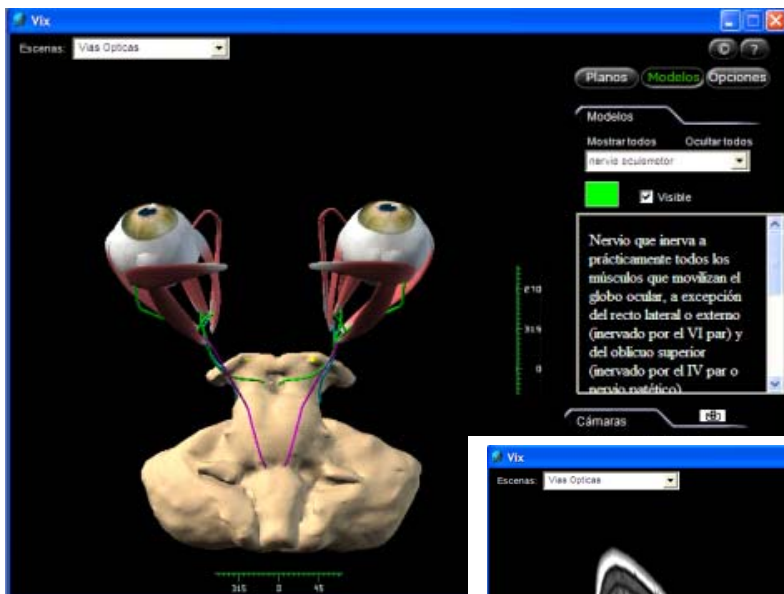 Vix
Escenas: Vias Opticas
© ?
Planos Modelos Opciones
Modelos
Mostrar todos Ocultar todos
nervio oculomotor
Visible
Nervio que inerva a
prácticamente todos los
músculos que movilizan el
globo ocular, a excepción
del recto lateral o externo
(inervado por el VI par) y
del oblicuo superior
(inervado por el IV par o
nervio patético)
270
315
0
Cámaras
315 0 45
Vix
Escenas: Vias Opticas